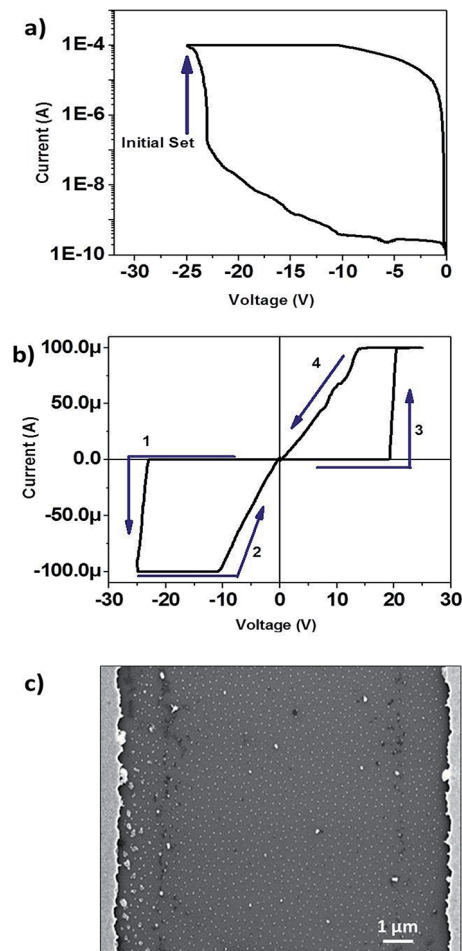 a)
1E-4
1E-6
1E-8
1E-10
Current (A)
Initial Set
-30 -25 -20 -15 -10 -5 0
Voltage (V)
b)
100.0μ
50.0μ
0.0
-50.0μ
-100.0μ
Current (A)
1
2
3
4
-30 -20 -10 0 10 20 30
Voltage (V)
c)
1 μm